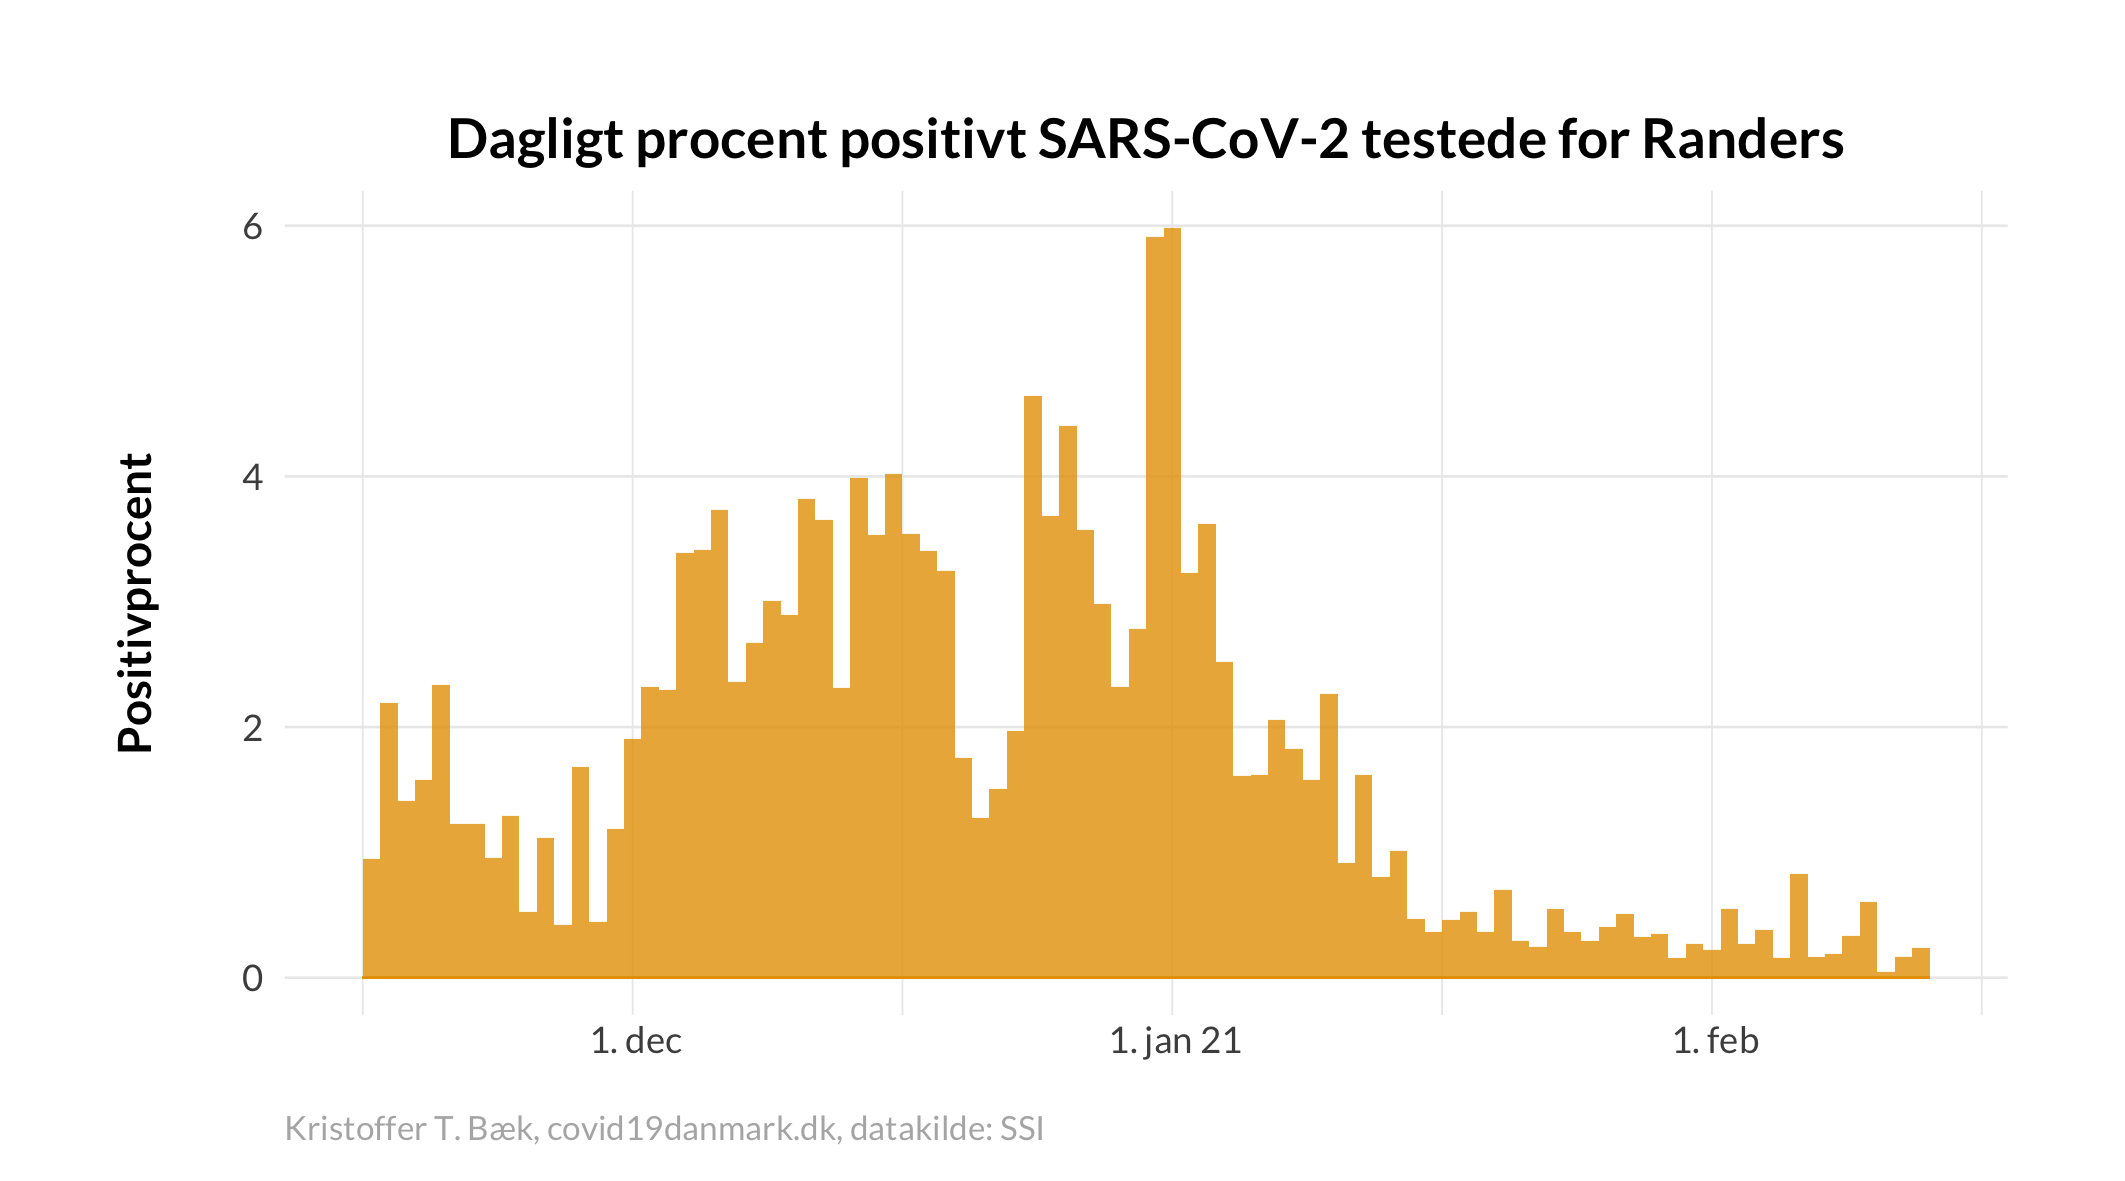 Dagligt procent positivt SARS-CoV-2 testede for Randers
Positivprocent
6
4
2
0
1. dec
1. jan 21
1. feb
Kristoffer T. Bæk, covid19danmark.dk, datakilde: SSI